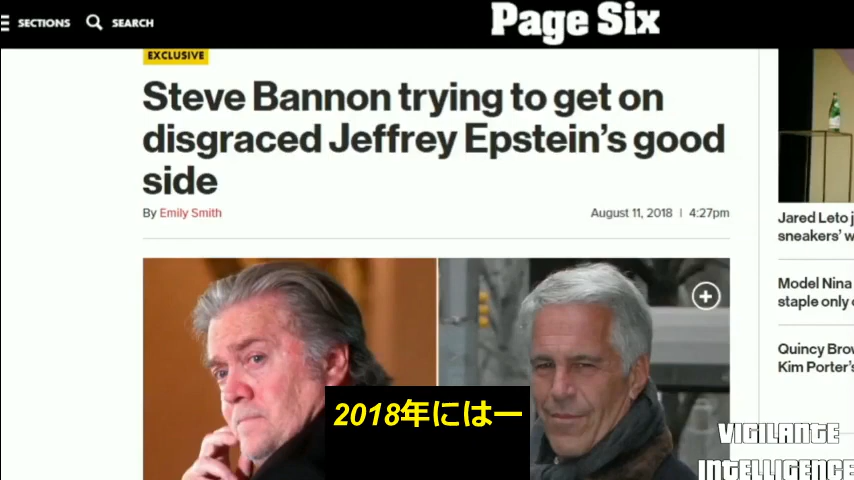 SECTIONS
SEARCH
Page Six
EXCLUSIVE
Steve Bannon trying to get on
disgraced Jeffrey Epstein's good
side
By Emily Smith
August 11, 2018 | 4:27pm
Jared Leto j
sneakers' w
Model Nina
staple only
Quincy Brov
Kim Porter's
2018年には一
VIGILANTE
INTELLIGENCE